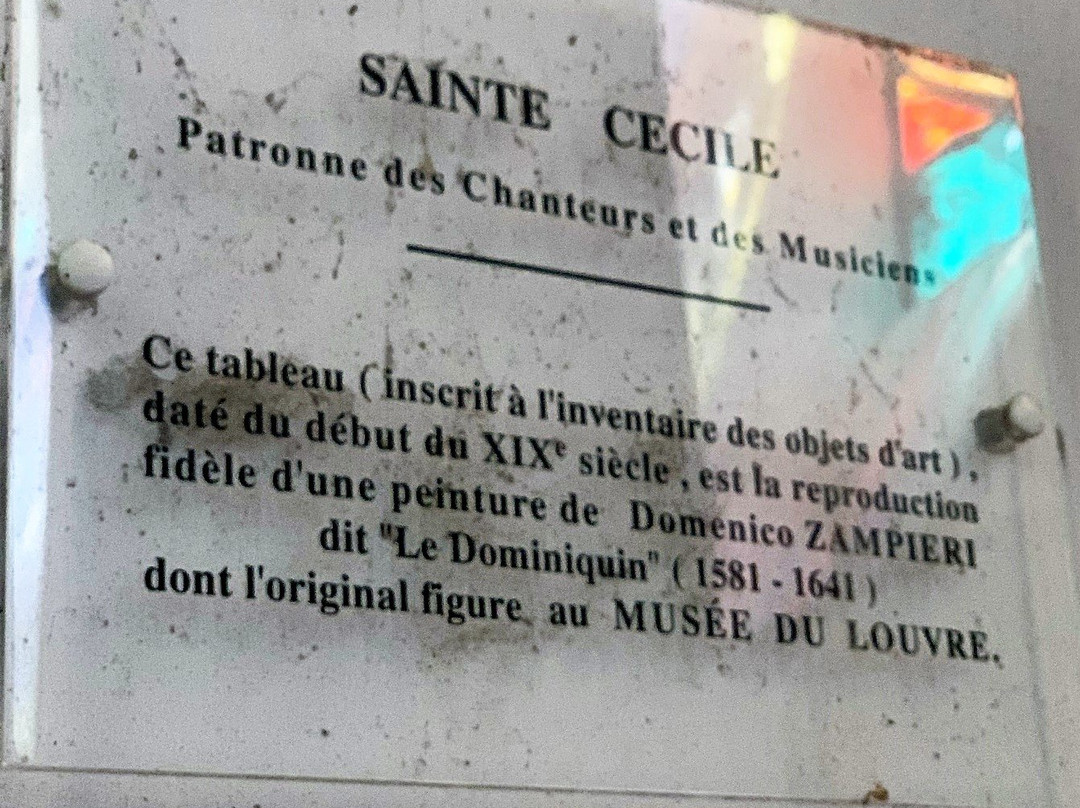 SAINTE CECILE
Patronne des Chanteurs et des Musiciens
Ce tableau ( inscrit à l'inventaire des objets d'art ) ,
daté du début du XIXe siècle , est la reproduction
fidèle d'une peinture de Domenico ZAMPIERI
dit "Le Dominiquin" ( 1581 - 1641 )
dont l'original figure au MUSÉE DU LOUVRE.